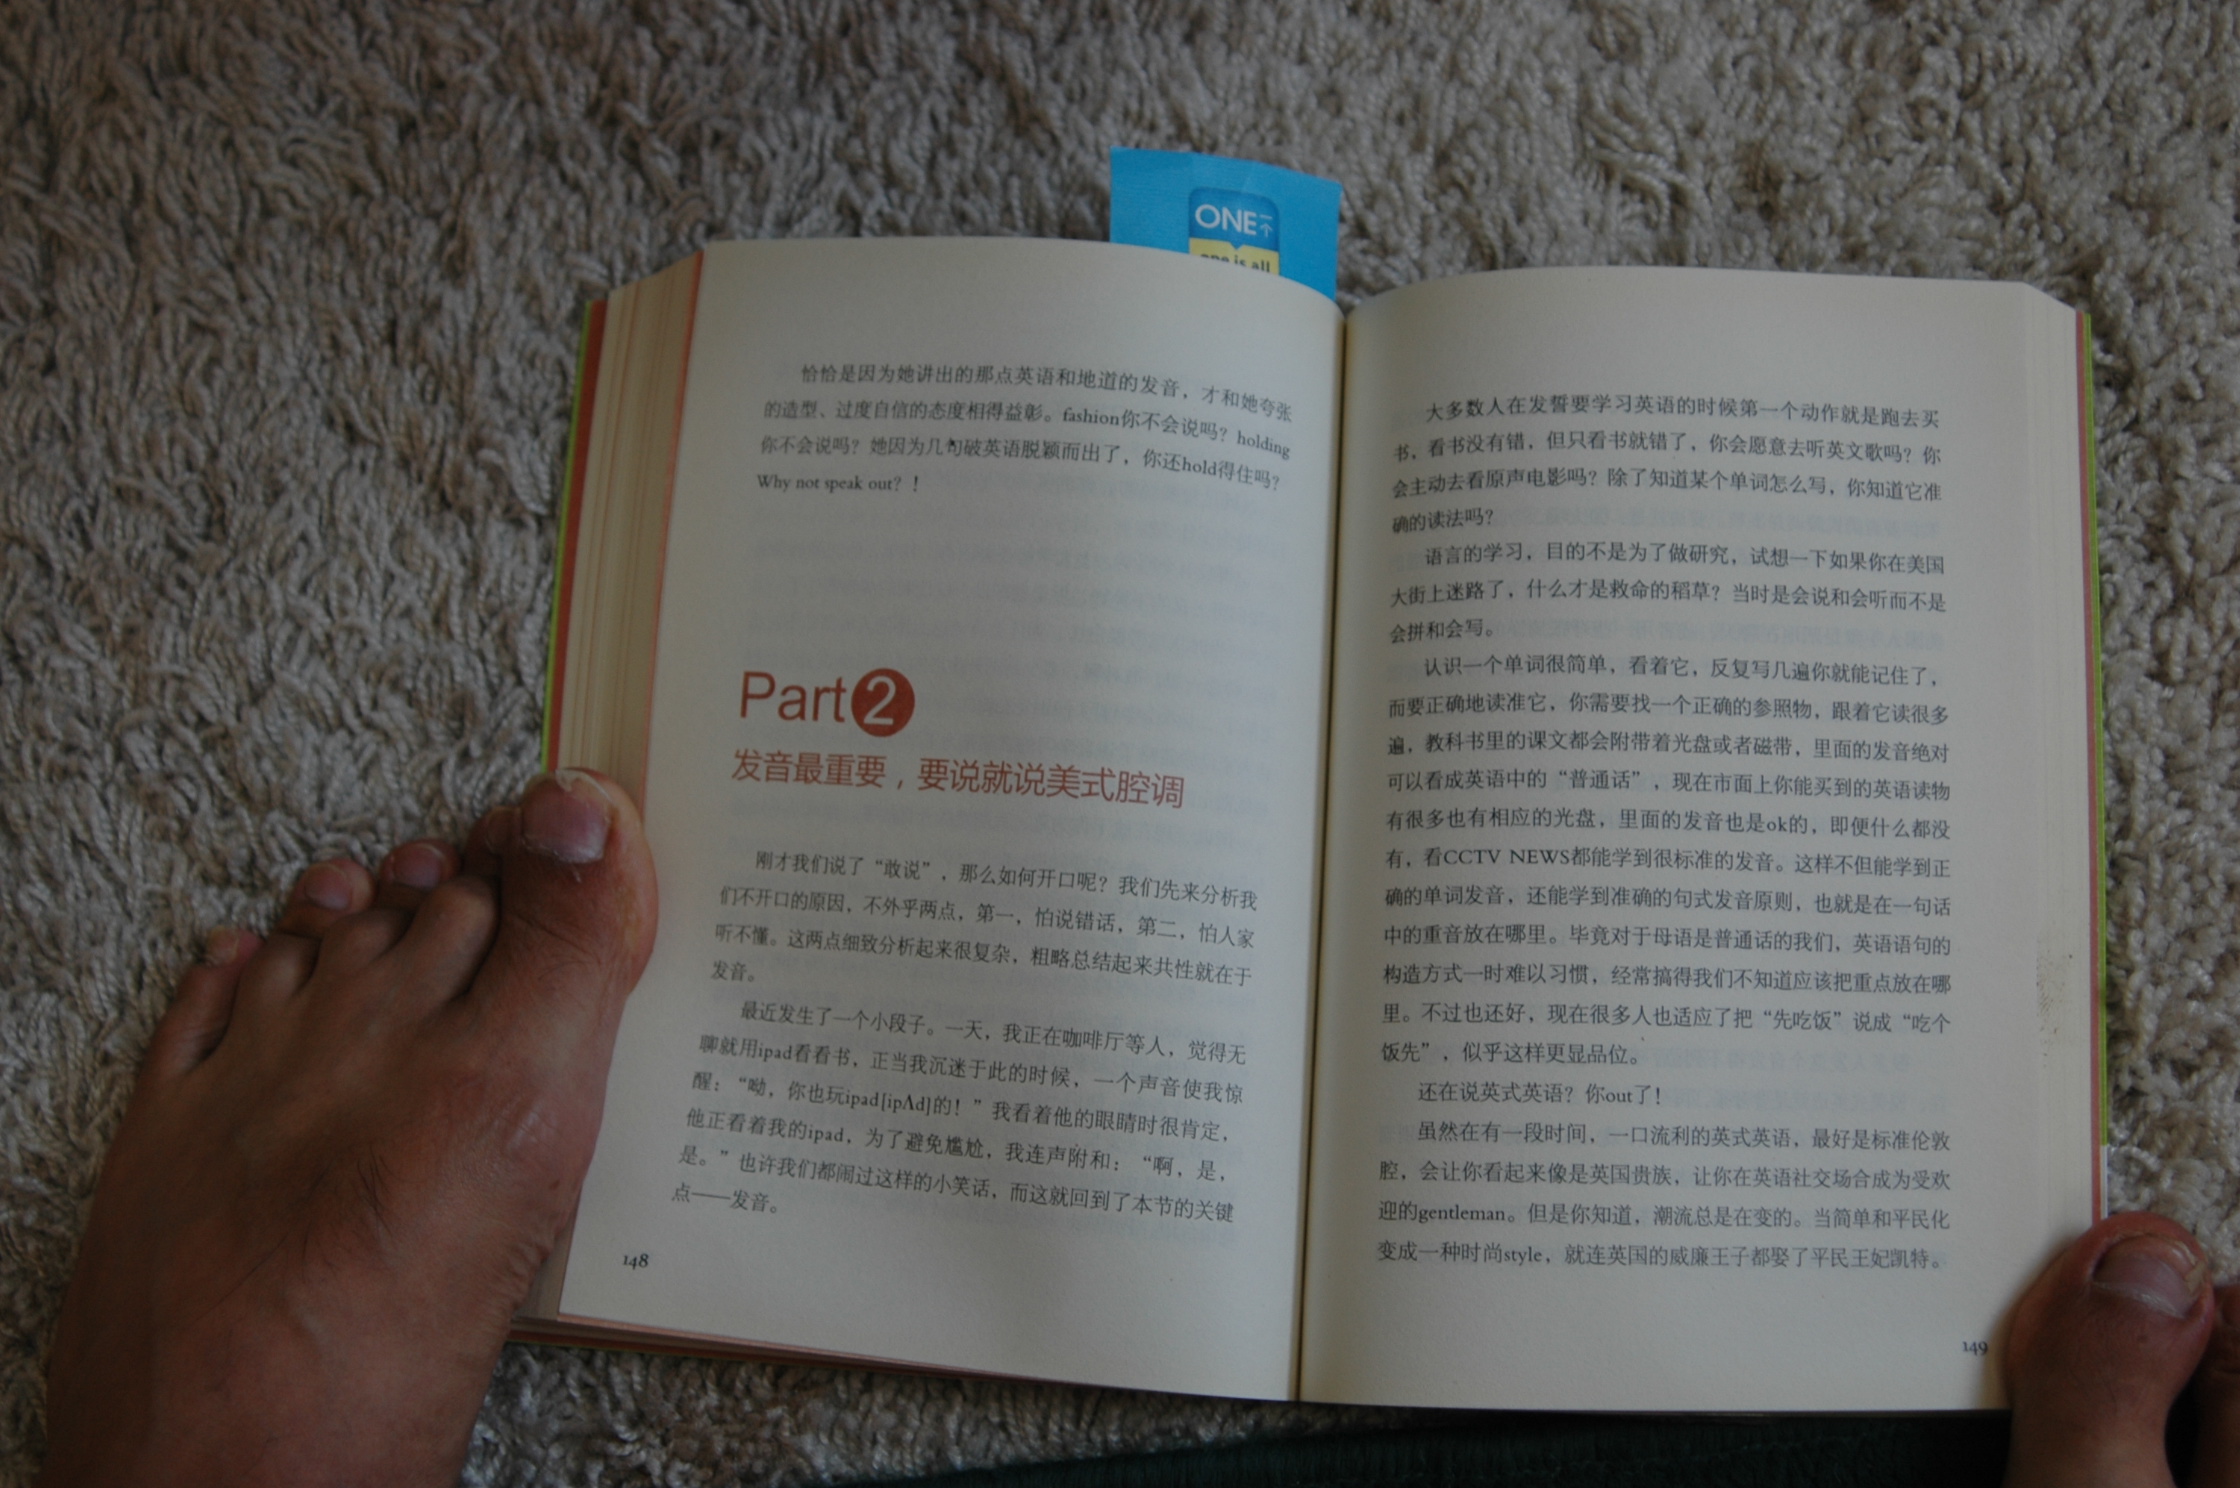 ONE个
one is all
恰恰是因为她讲出的那点英语和地道的发音，才和她夸张
的造型、过度自信的态度相得益彰。fashion你不会说吗？holding
你不会说吗？她因为几句破英语脱颖而出了，你还hold得住吗？
Why not speak out？！
Part 2
发音最重要，要说就说美式腔调
刚才我们说了“敢说”，那么如何开口呢？我们先来分析我
们不开口的原因，不外乎两点，第一，怕说错话，第二，怕人家
听不懂。这两点细致分析起来很复杂，粗略总结起来共性就在于
发音。
最近发生了一个小段子。一天，我正在咖啡厅等人，觉得无
聊就用ipad看看书，正当我沉迷于此的时候，一个声音使我惊
醒：“呦，你也玩ipad[ipΛd]的！”我看着他的眼睛时很肯定，
他正看着我的ipad，为了避免尴尬，我连声附和：“啊，是，
是。”也许我们都闹过这样的小笑话，而这就回到了本节的关键
点——发音。
148
大多数人在发誓要学习英语的时候第一个动作就是跑去买
书，看书没有错，但只看书就错了，你会愿意去听英文歌吗？你
会主动去看原声电影吗？除了知道某个单词怎么写，你知道它准
确的读法吗？
语言的学习，目的不是为了做研究，试想一下如果你在美国
大街上迷路了，什么才是救命的稻草？当时是会说和会听而不是
会拼和会写。
认识一个单词很简单，看着它，反复写几遍你就能记住了，
而要正确地读准它，你需要找一个正确的参照物，跟着它读很多
遍，教科书里的课文都会附带着光盘或者磁带，里面的发音绝对
可以看成英语中的“普通话”，现在市面上你能买到的英语读物
有很多也有相应的光盘，里面的发音也是ok的，即便什么都没
有，看CCTV NEWS都能学到很标准的发音。这样不但能学到正
确的单词发音，还能学到准确的句式发音原则，也就是在一句话
中的重音放在哪里。毕竟对于母语是普通话的我们，英语语句的
构造方式一时难以习惯，经常搞得我们不知道应该把重点放在哪
里。不过也还好，现在很多人也适应了把“先吃饭”说成“吃个
饭先”，似乎这样更显品位。
还在说英式英语？你out了！
虽然在有一段时间，一口流利的英式英语，最好是标准伦敦
腔，会让你看起来像是英国贵族，让你在英语社交场合成为受欢
迎的gentleman。但是你知道，潮流总是在变的。当简单和平民化
变成一种时尚style，就连英国的威廉王子都娶了平民王妃凯特。
149